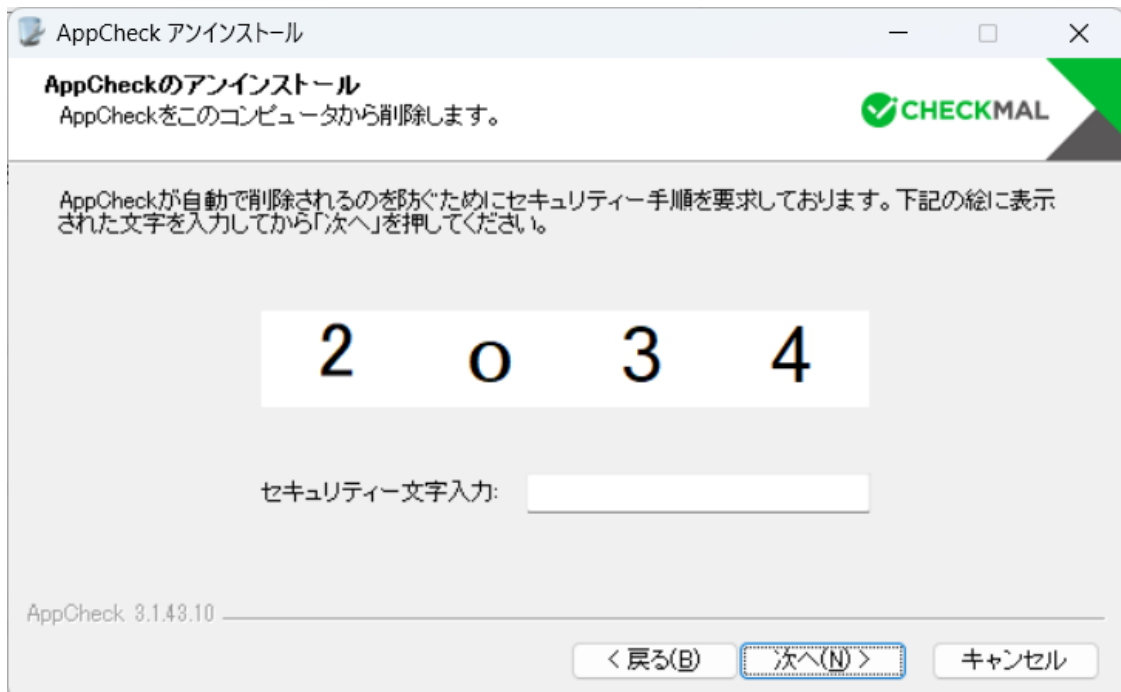 AppCheck アンインストール
AppCheckのアンインストール
AppCheckをこのコンピュータから削除します。
CHECKMAL
AppCheckが自動で削除されるのを防ぐためにセキュリティー手順を要求しております。下記の絵に表示
された文字を入力してから「次へ」を押してください。
2 o 3 4
セキュリティー文字入力:
AppCheck 3.1.43.10
< 戻る(B) 次へ(N) > キャンセル